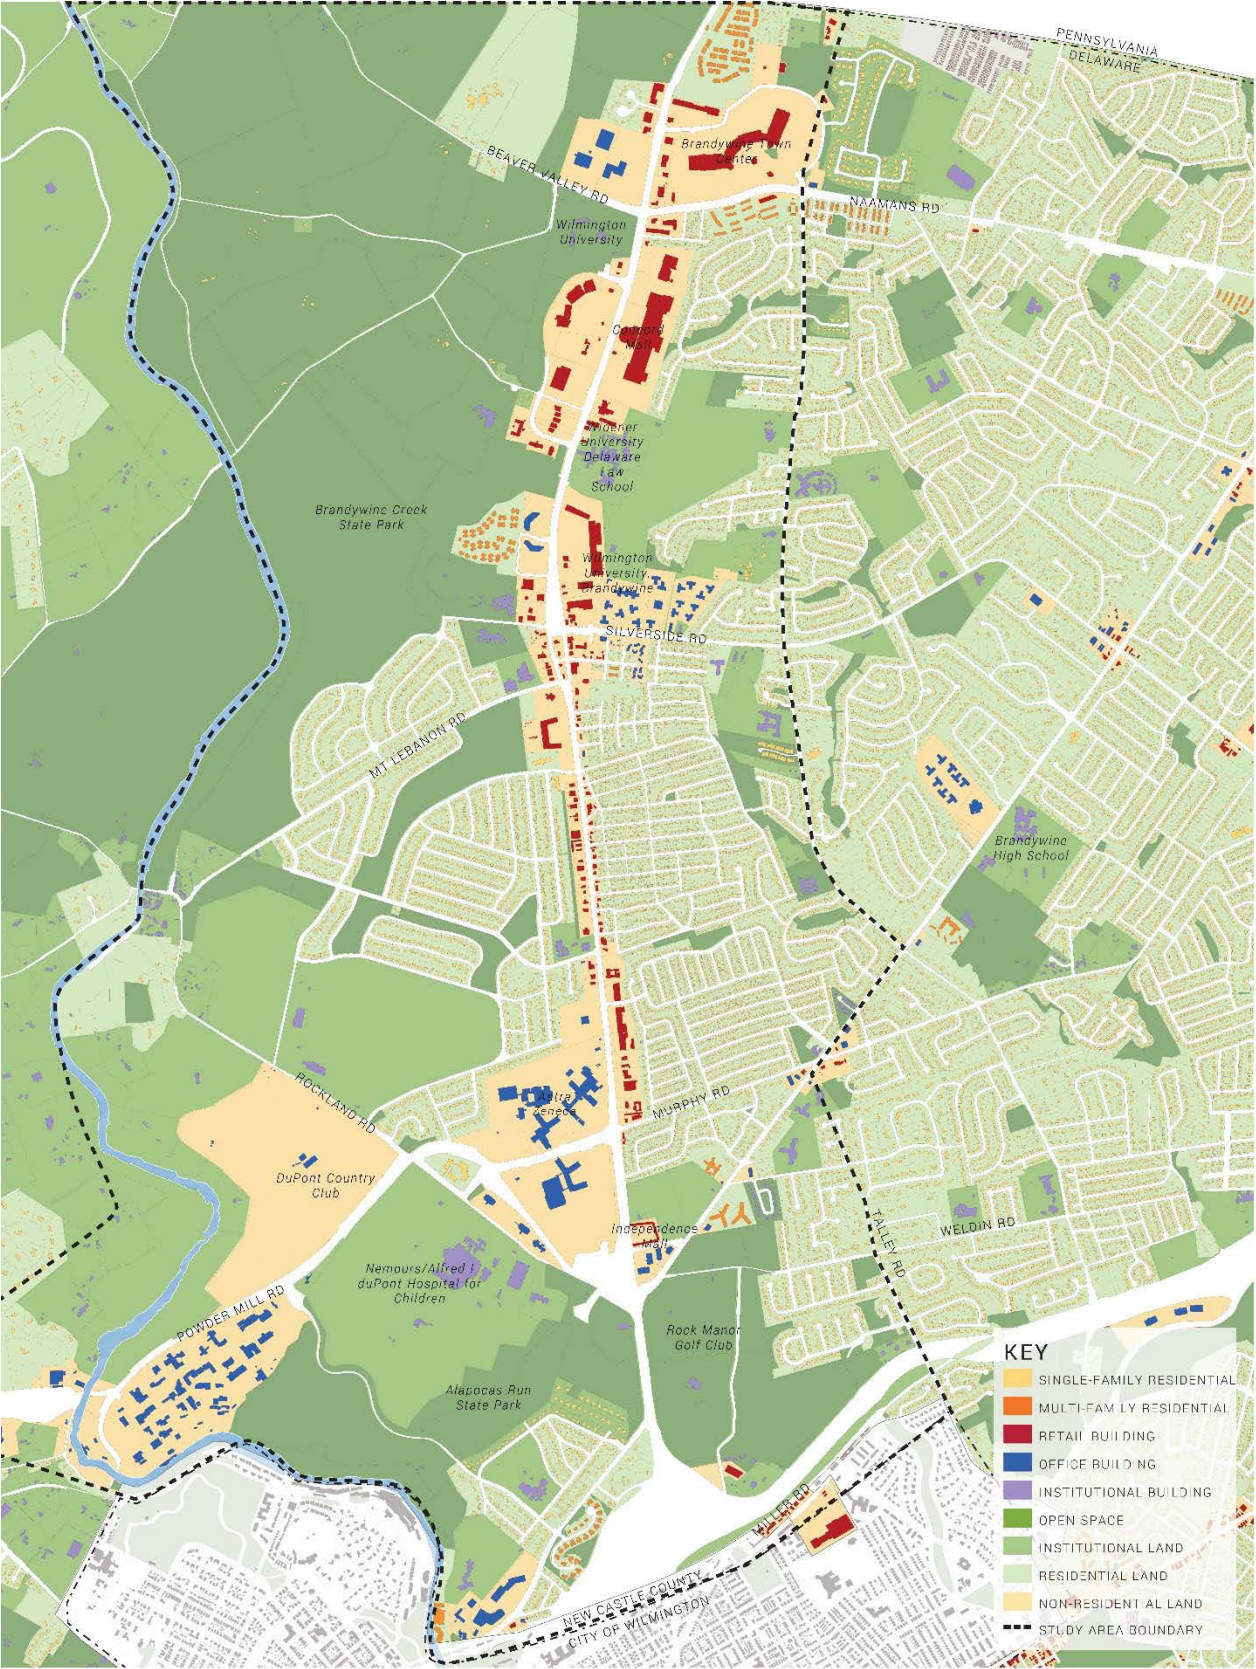 PENNSYLVANIA
DELAWARE
Brandywine Town
Center
BEAVER VALLEY RD
NAAMANS RD
Wilmington
University
Concord
Mall
Widener
University
Delaware
Law
School
Brandywine Creek
State Park
Wilmington
University,
Brandywine
SILVERSIDE RD
MT LEBANON RD
Brandywine
High School
ROCKLAND RD
Astra
Zeneca
MURPHY RD
DuPont Country
Club
Independence
Mall
WELDIN RD
TALLEY RD
Nemours/Alfred I
duPont Hospital for
Children
POWDER MILL RD
Rock Manor
Golf Club
Alapocas Run
State Park
MILLER RD
NEW CASTLE COUNTY
CITY OF WILMINGTON
KEY
SINGLE-FAMILY RESIDENTIAL
MULTI-FAMILY RESIDENTIAL
RETAIL BUILDING
OFFICE BUILDING
INSTITUTIONAL BUILDING
OPEN SPACE
INSTITUTIONAL LAND
RESIDENTIAL LAND
NON-RESIDENTIAL LAND
STUDY AREA BOUNDARY